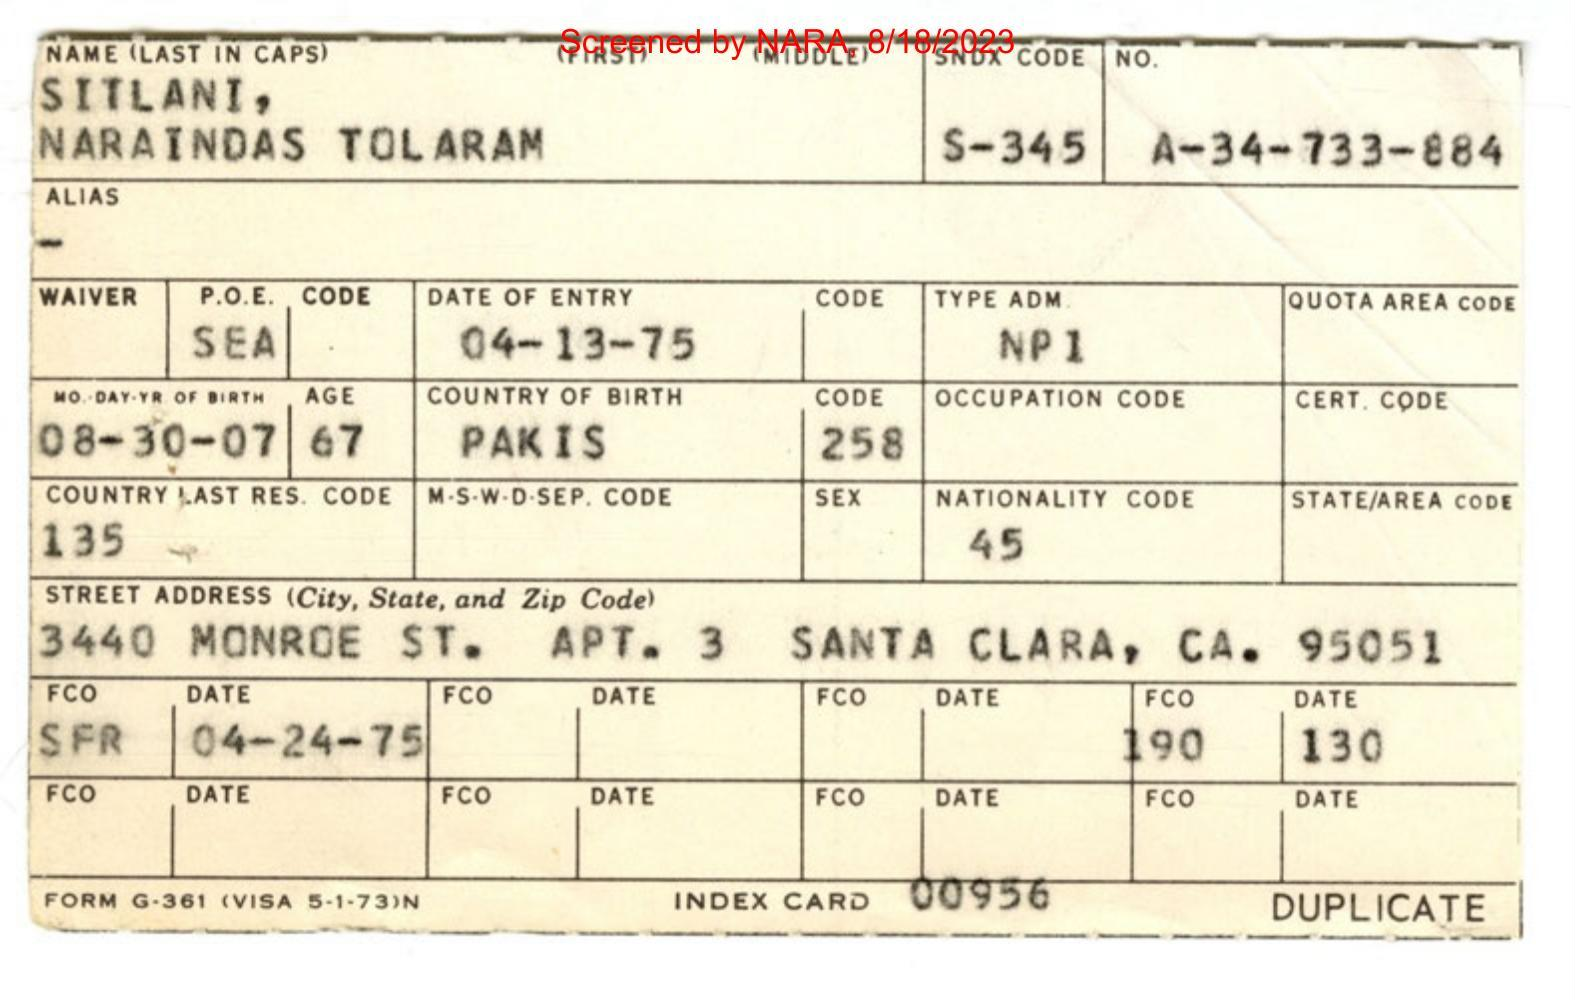 Screened by NARA, 8/18/2023
NAME (LAST IN CAPS) (FIRST) (MIDDLE) SNDX CODE NO.
SITLANI,
NARAINDAS TOLARAM S-345 A-34-733-884
ALIAS
-
WAIVER P.O.E. CODE DATE OF ENTRY CODE TYPE ADM. QUOTA AREA CODE
SEA 04-13-75 NP1
MO.-DAY-YR OF BIRTH AGE COUNTRY OF BIRTH CODE OCCUPATION CODE CERT. CODE
08-30-07 67 PAKIS 258
COUNTRY LAST RES. CODE M-S-W-D-SEP. CODE SEX NATIONALITY CODE STATE/AREA CODE
135 45
STREET ADDRESS (City, State, and Zip Code)
3440 MONROE ST. APT. 3 SANTA CLARA, CA. 95051
FCO DATE FCO DATE FCO DATE FCO DATE
SFR 04-24-75 190 130
FCO DATE FCO DATE FCO DATE FCO DATE
FORM G-361 (VISA 5-1-73)N INDEX CARD 00956 DUPLICATE